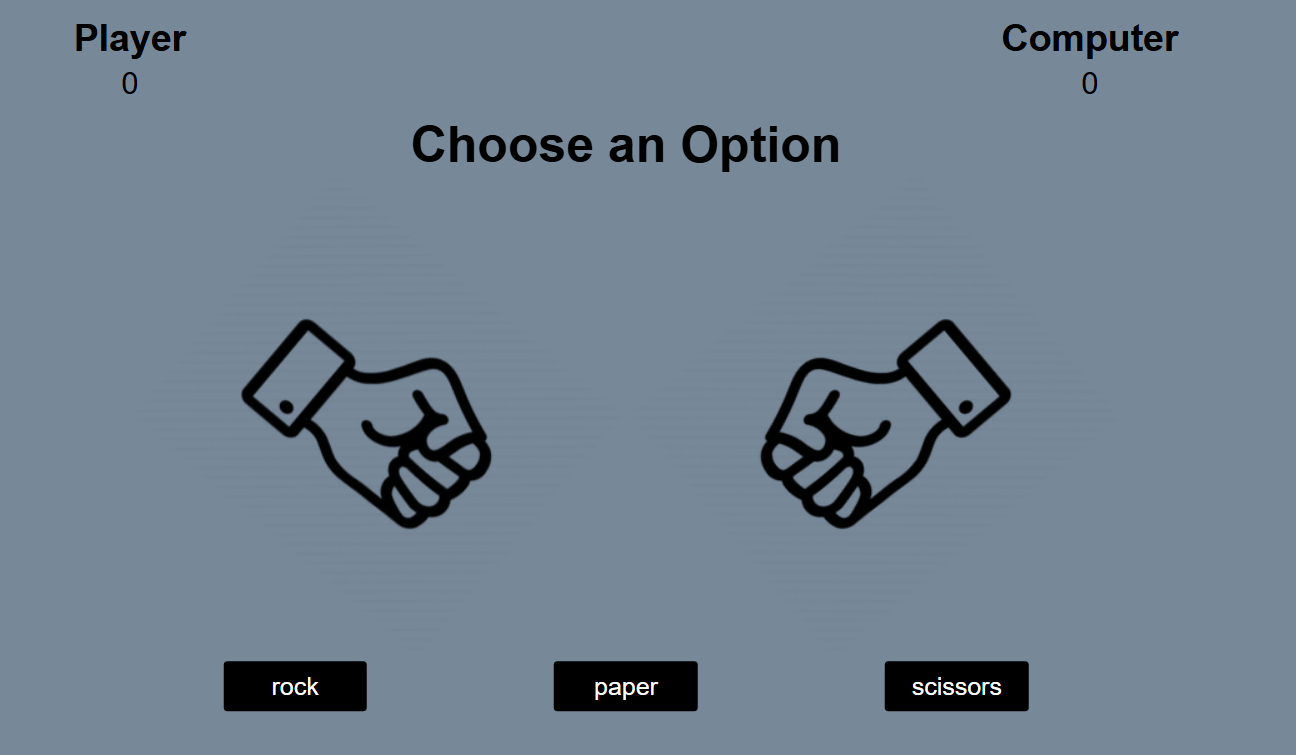 Player
Computer
0
0
Choose an Option
rock
paper
scissors